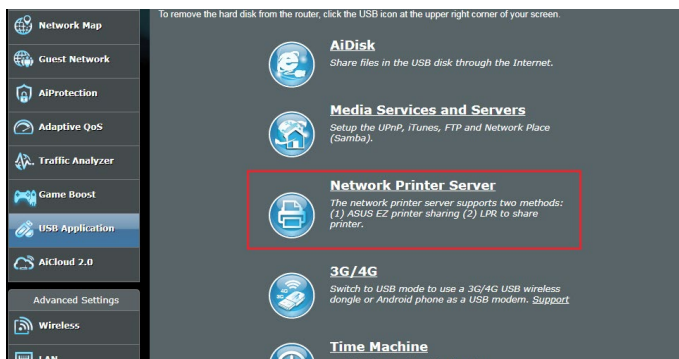 To remove the hard disk from the router, click the USB icon at the upper right corner of your screen.
Network Map
Guest Network
AiProtection
Adaptive QoS
Traffic Analyzer
Game Boost
USB Application
AiCloud 2.0
Advanced Settings
Wireless
LAN
AiDisk
Share files in the USB disk through the Internet.
Media Services and Servers
Setup the UPnP, iTunes, FTP and Network Place
(Samba).
Network Printer Server
The network printer server supports two methods:
(1) ASUS EZ printer sharing (2) LPR to share
printer.
4G
3G
3G/4G
Switch to USB mode to use a 3G/4G USB wireless
dongle or Android phone as a USB modem. Support
Time Machine